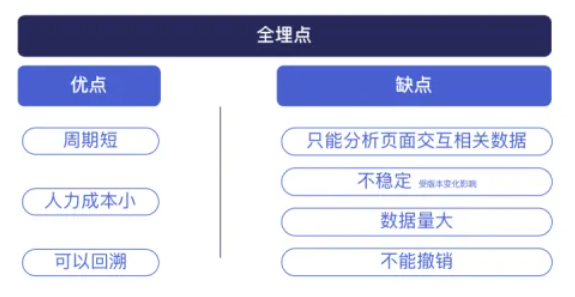 全埋点
优点
缺点
周期短
人力成本小
可以回溯
只能分析页面交互相关数据
不稳定 受版本变化影响
数据量大
不能撤销